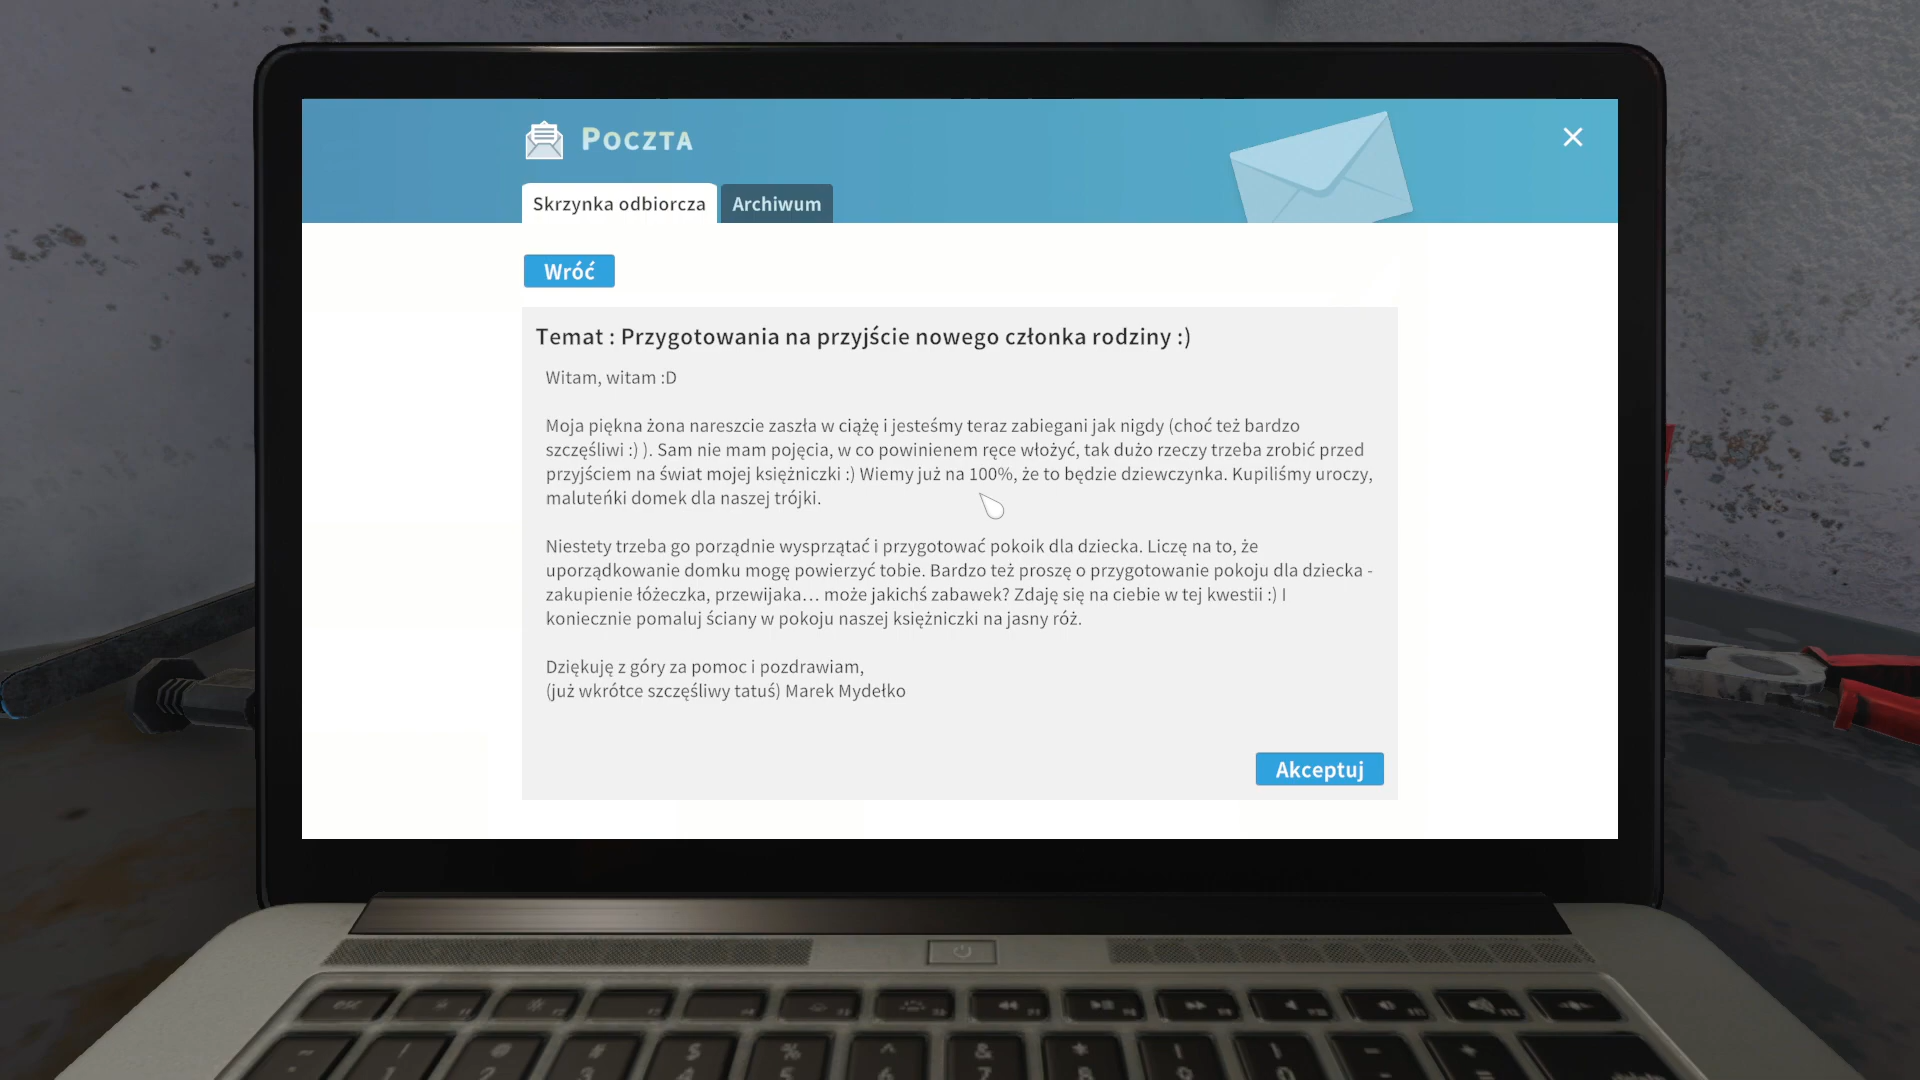 Poczta
Skrzynka odbiorcza
Archiwum
Wróć
Temat : Przygotowania na przyjście nowego członka rodziny :)
Witam, witam :D
Moja piękna żona nareszcie zaszła w ciążę i jesteśmy teraz zabiegani jak nigdy (choć też bardzo
szczęśliwi :) ). Sam nie mam pojęcia, w co powinienem ręce włożyć, tak dużo rzeczy trzeba zrobić przed
przyjściem na świat mojej księżniczki :) Wiemy już na 100%, że to będzie dziewczynka. Kupiliśmy uroczy,
maluteńki domek dla naszej trójki.
Niestety trzeba go porządnie wysprzątać i przygotować pokoik dla dziecka. Liczę na to, że
uporządkowanie domku mogę powierzyć tobie. Bardzo też proszę o przygotowanie pokoju dla dziecka -
zakupienie łóżeczka, przewijaka... może jakichś zabawek? Zdaję się na ciebie w tej kwestii :) I
koniecznie pomaluj ściany w pokoju naszej księżniczki na jasny róż.
Dziękuję z góry za pomoc i pozdrawiam,
(już wkrótce szczęśliwy tatuś) Marek Mydełko
Akceptuj